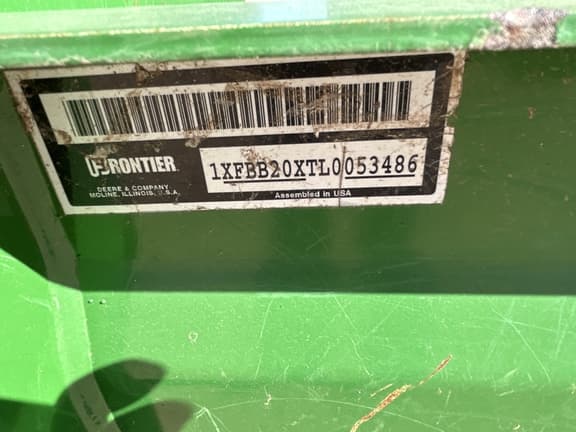 FRONTIER
DEERE & COMPANY
MOLINE, ILLINOIS, U.S.A.
1XFBB20XTL0053486
Assembled in USA